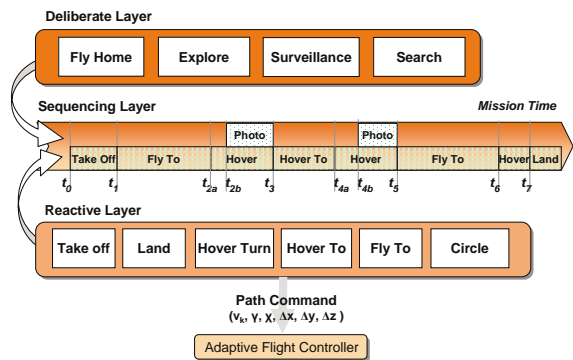 Deliberate Layer
Fly Home Explore Surveillance Search
Sequencing Layer Mission Time
Photo Photo
Take Off Fly To Hover Hover To Hover Fly To Hover Land
t0 t1 t2a t2b t3 t4a t4b t5 t6 t7
Reactive Layer
Take off Land Hover Turn Hover To Fly To Circle
Path Command
(vk, γ, χ, Δx, Δy, Δz )
Adaptive Flight Controller